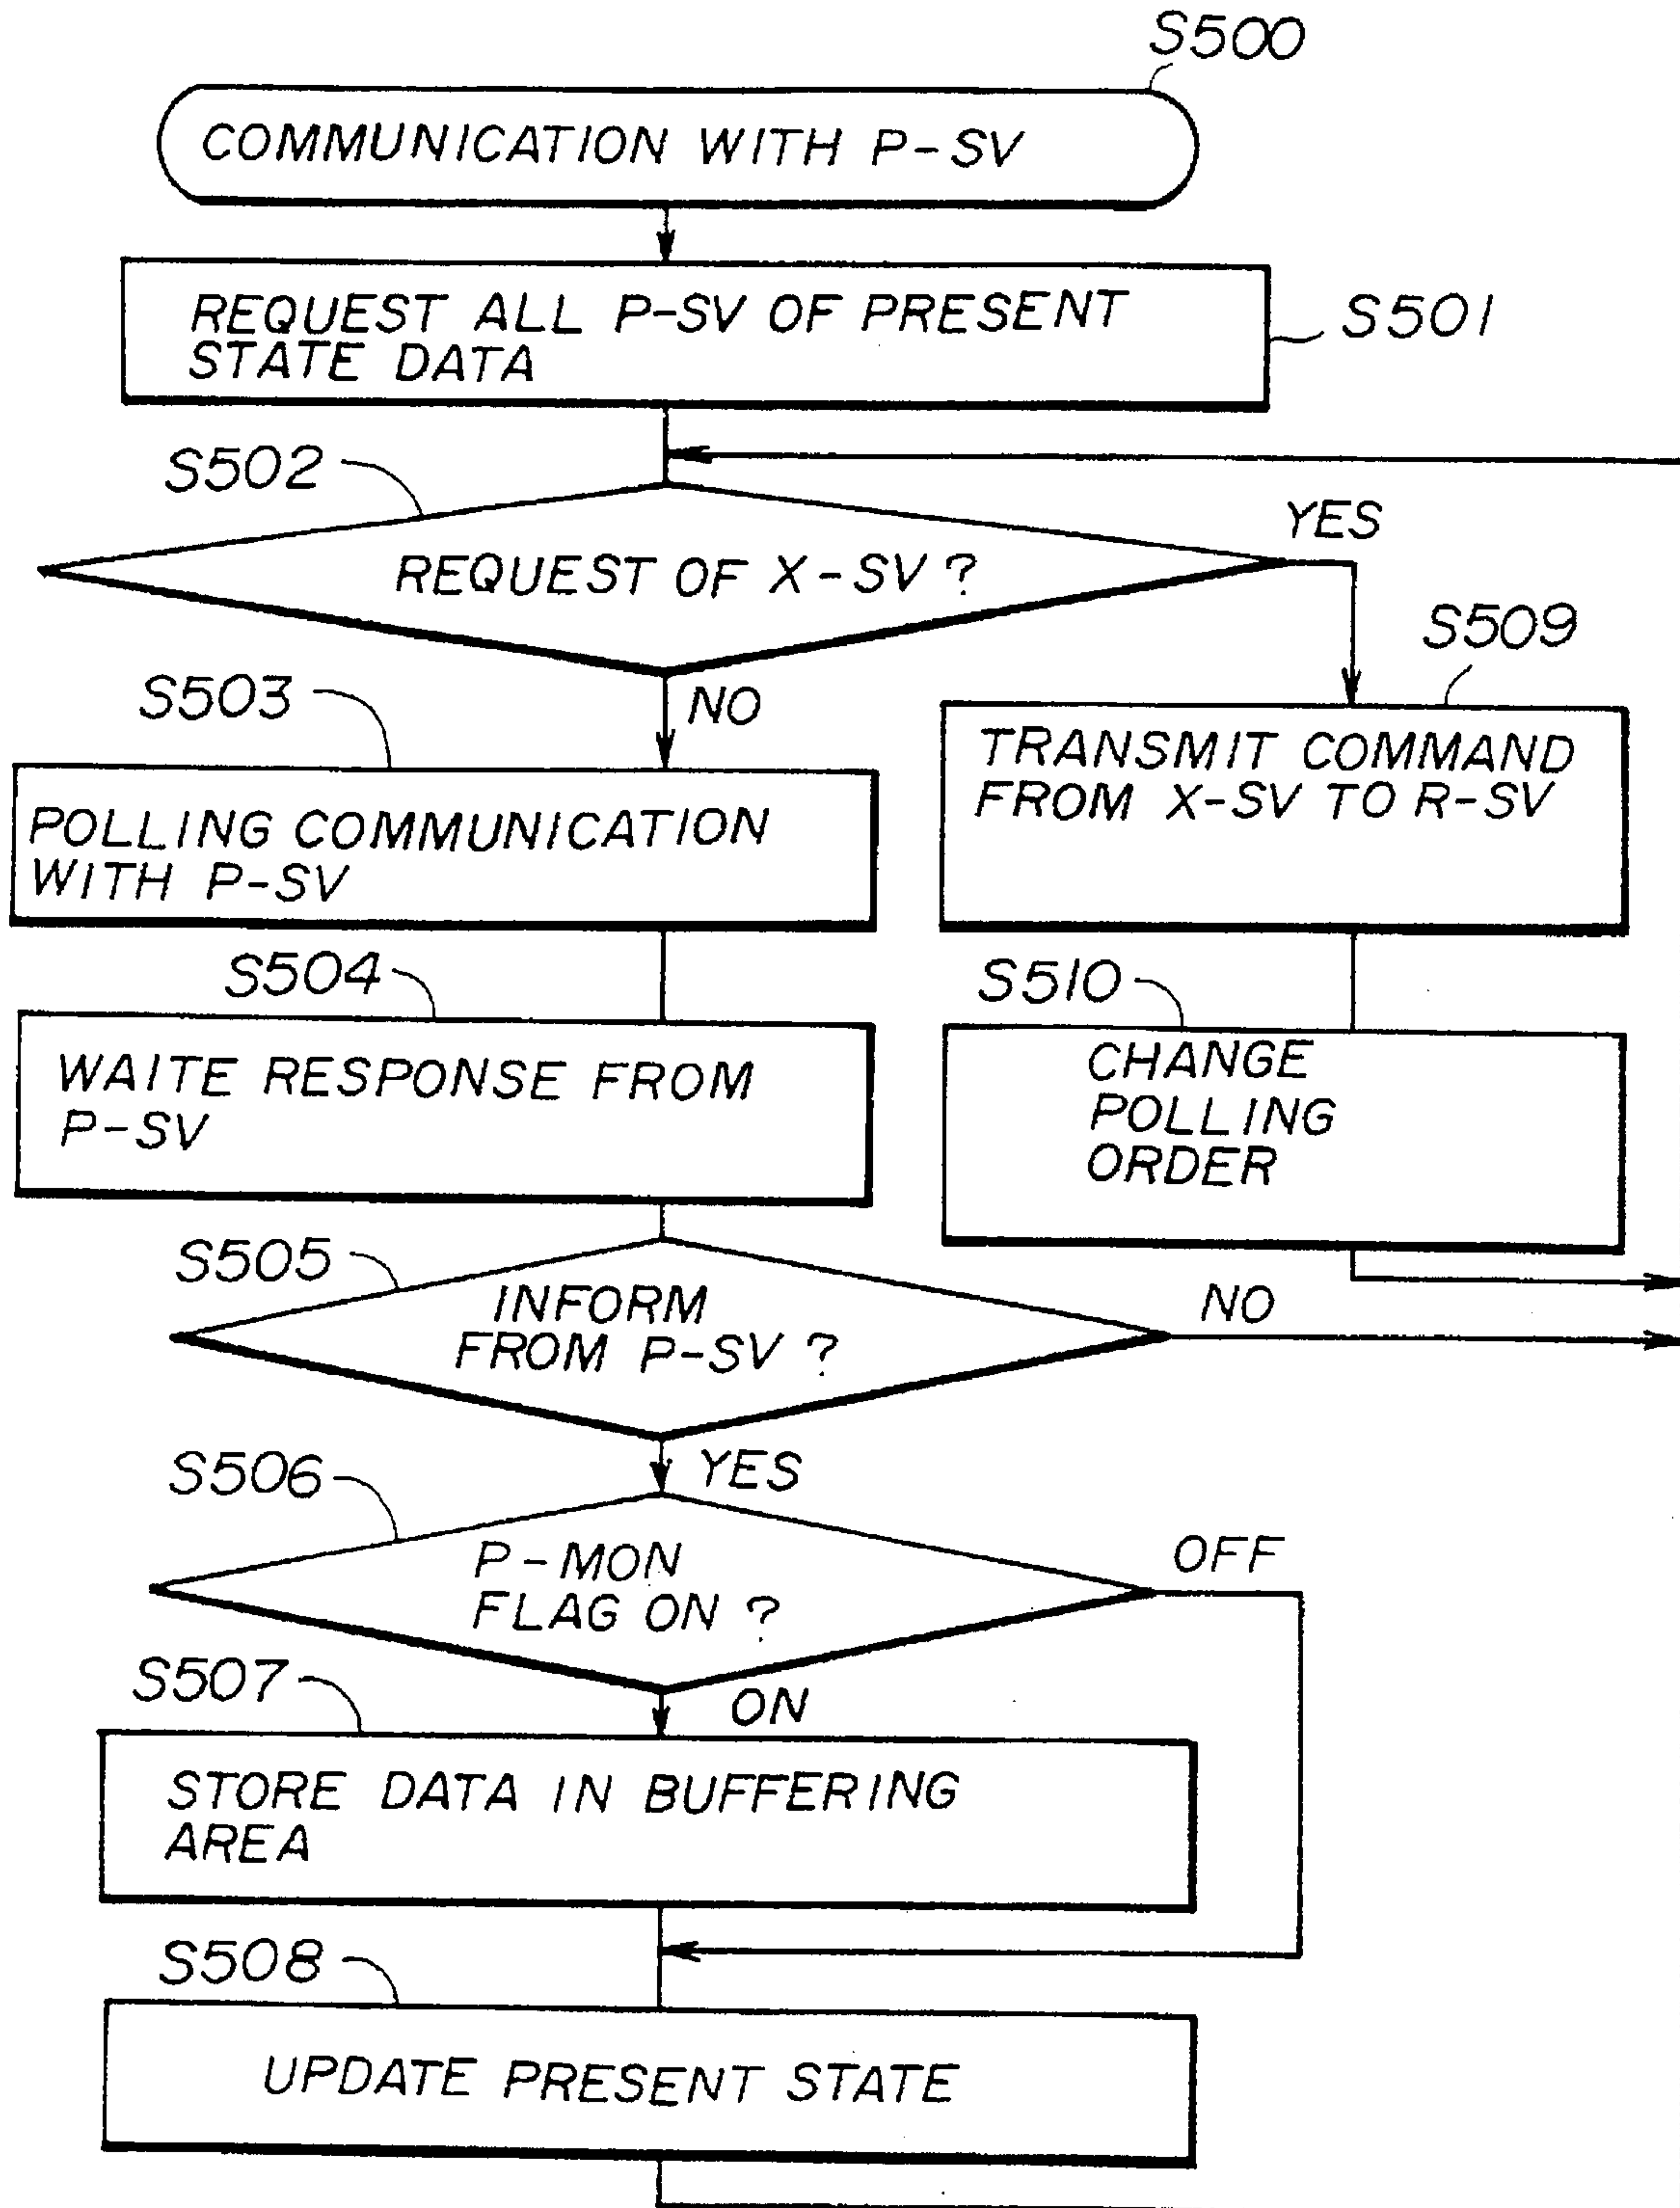 S500
COMMUNICATION WITH P-SV
REQUEST ALL P-SV OF PRESENT
STATE DATA
S501
S502
REQUEST OF X-SV ?
YES
S509
S503
NO
TRANSMIT COMMAND
FROM X-SV TO R-SV
POLLING COMMUNICATION
WITH P-SV
S504
S510
WAITE RESPONSE FROM
P-SV
CHANGE
POLLING
ORDER
S505
INFORM
FROM P-SV ?
NO
S506
YES
P-MON
FLAG ON ?
OFF
S507
ON
STORE DATA IN BUFFERING
AREA
S508
UPDATE PRESENT STATE